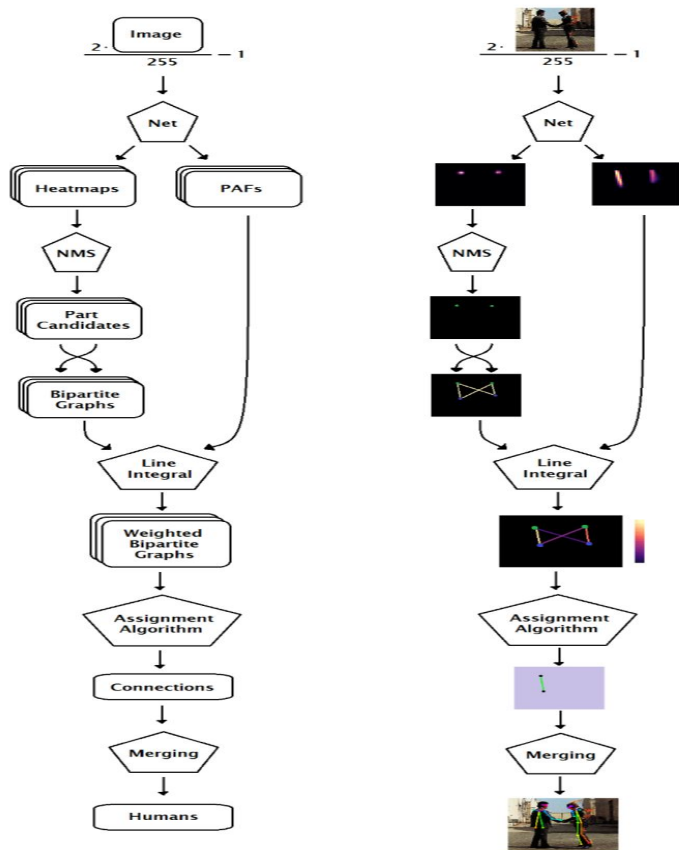 2·
Image
255
− 1
Net
Heatmaps
PAFs
NMS
Part
Candidates
Bipartite
Graphs
Line
Integral
Weighted
Bipartite
Graphs
Assignment
Algorithm
Connections
Merging
Humans
2·
255
− 1
Net
NMS
Line
Integral
Assignment
Algorithm
Merging